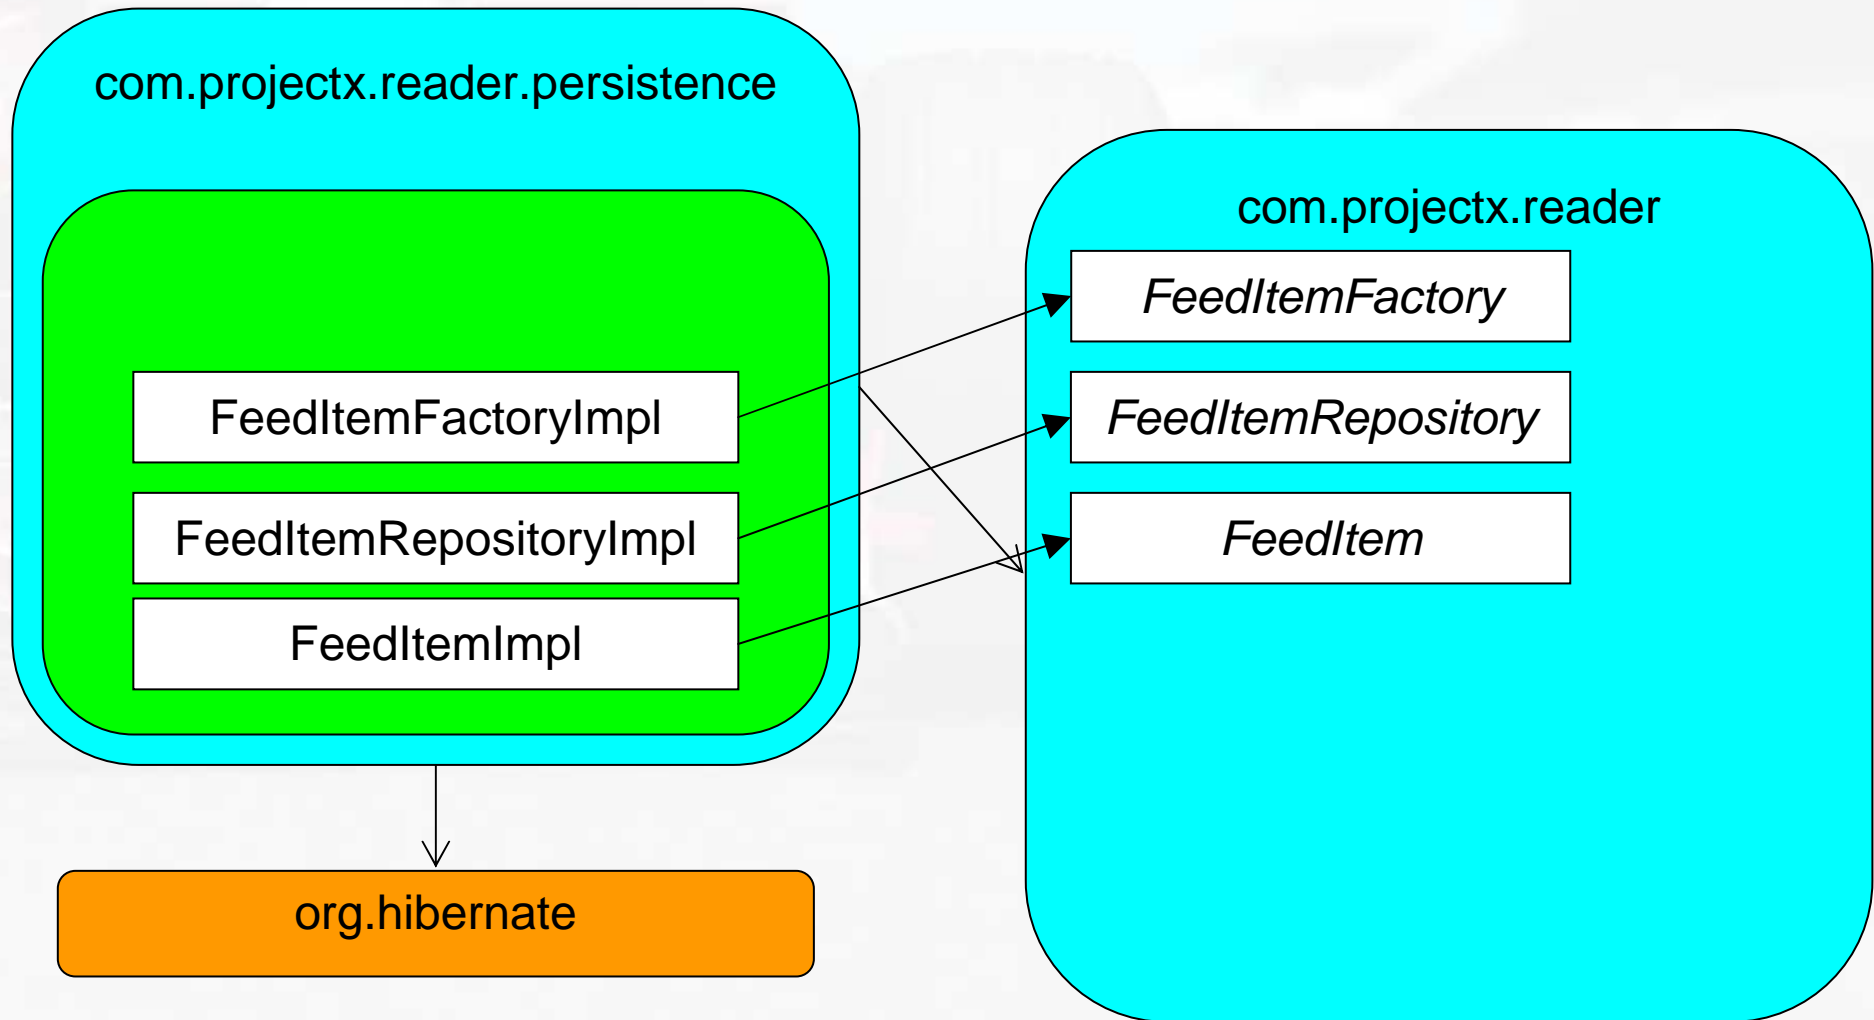 com.projectx.reader.persistence
FeedItemFactoryImpl
FeedItemRepositoryImpl
FeedItemImpl
org.hibernate
com.projectx.reader
FeedItemFactory
FeedItemRepository
FeedItem